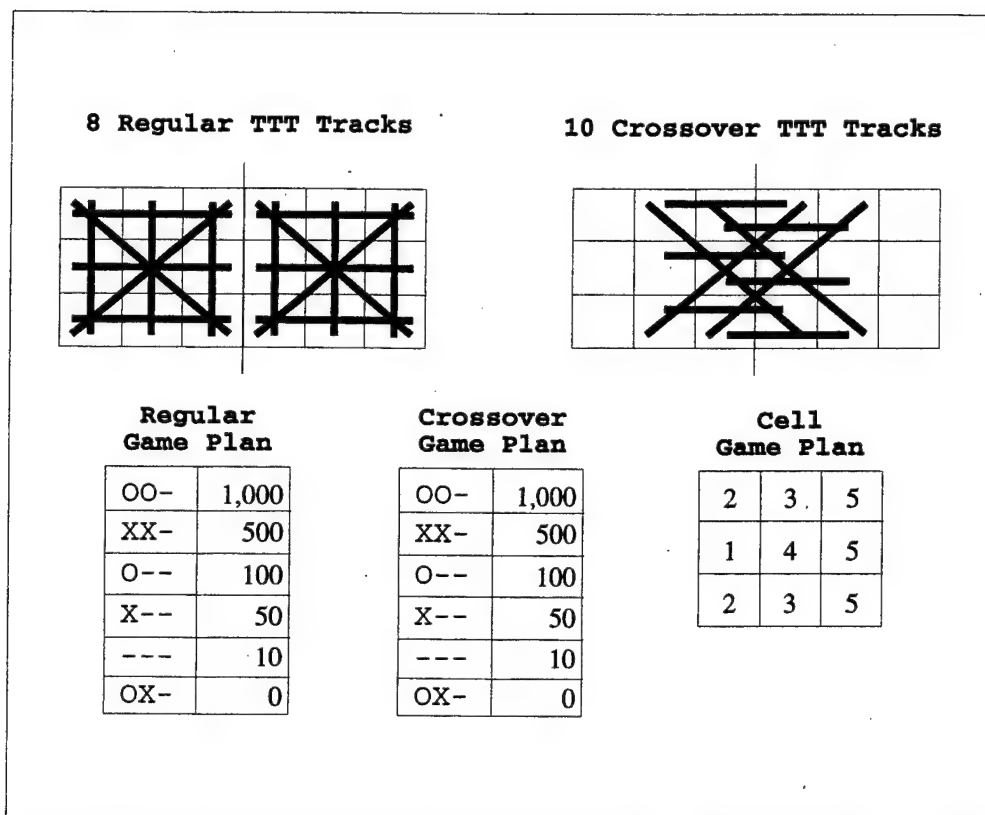 8 Regular TTT Tracks
10 Crossover TTT Tracks
Regular
Game Plan
OO- 1,000
XX- 500
O-- 100
X-- 50
--- 10
OX- 0
Crossover
Game Plan
OO- 1,000
XX- 500
O-- 100
X-- 50
--- 10
OX- 0
Cell
Game Plan
2 3 5
1 4 5
2 3 5